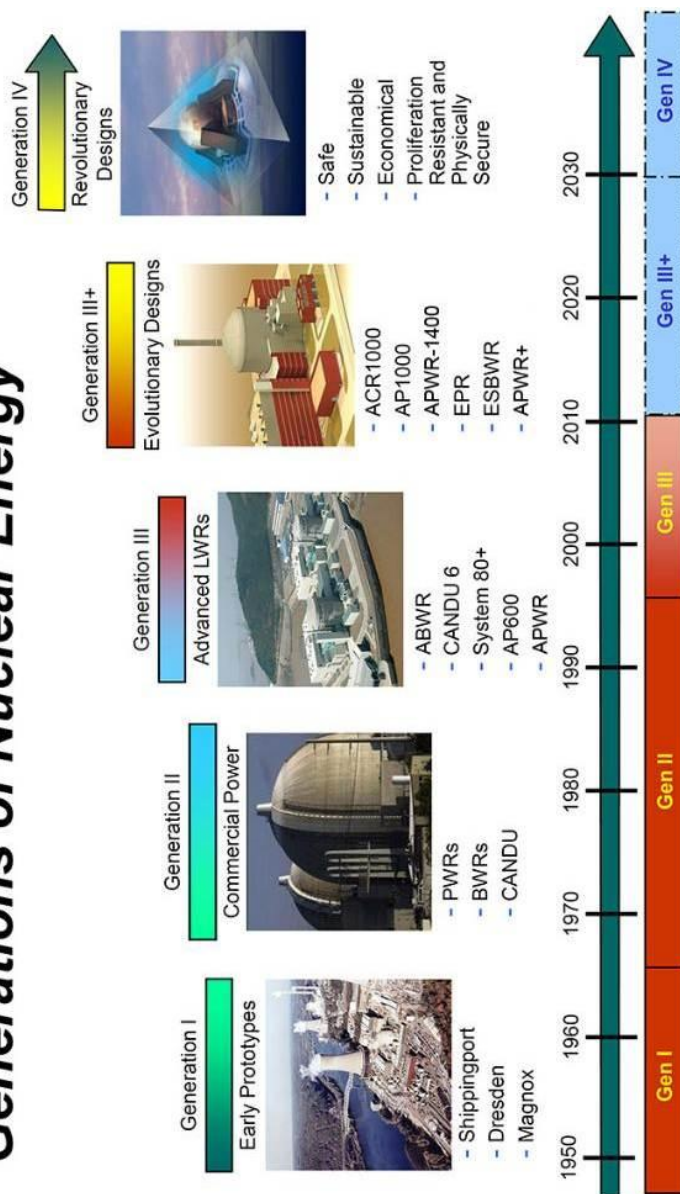 Generations of Nuclear Energy
Generation I
Early Prototypes
- Shippingport
- Dresden
- Magnox
Generation II
Commercial Power
- PWRs
- BWRs
- CANDU
Generation III
Advanced LWRs
- ABWR
- CANDU 6
- System 80+
- AP600
- APWR
Generation III+
Evolutionary Designs
- ACR1000
- AP1000
- APWR-1400
- EPR
- ESBWR
- APWR+
Generation IV
Revolutionary
Designs
- Safe
- Sustainable
- Economical
- Proliferation
Resistant and
Physically
Secure
1950
1960
1970
1980
1990
2000
2010
2020
2030
Gen I
Gen II
Gen III
Gen III+
Gen IV